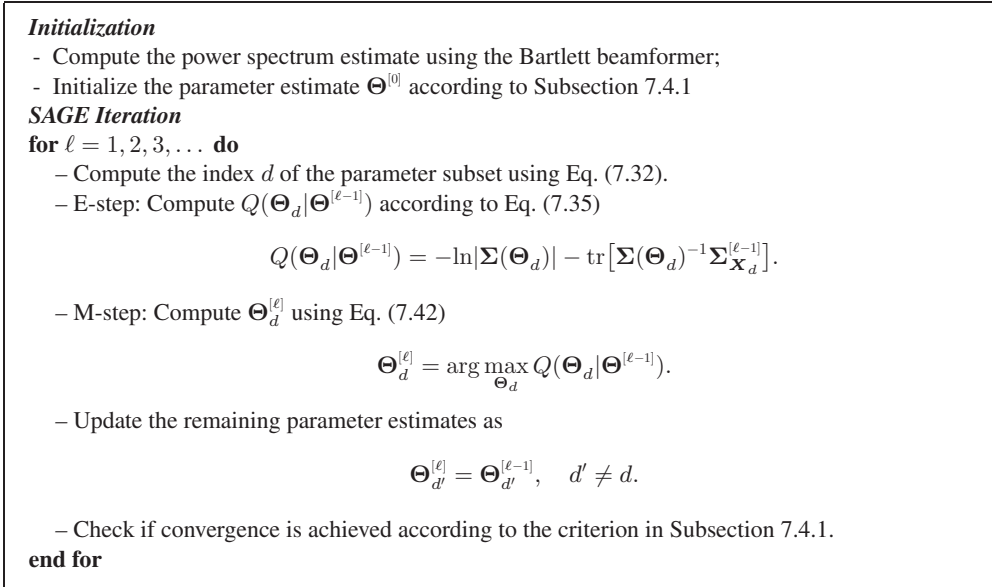 Initialization
- Compute the power spectrum estimate using the Bartlett beamformer;
- Initialize the parameter estimate Θ^[0] according to Subsection 7.4.1
SAGE Iteration
for ℓ = 1, 2, 3, ... do
– Compute the index d of the parameter subset using Eq. (7.32).
– E-step: Compute Q(Θ_d|Θ^[ℓ−1]) according to Eq. (7.35)
Q(Θ_d|Θ^[ℓ−1]) = −ln|Σ(Θ_d)| − tr[Σ(Θ_d)^−1 Σ_X_d^[ℓ−1]].
– M-step: Compute Θ_d^[ℓ] using Eq. (7.42)
Θ_d^[ℓ] = arg max_Θ_d Q(Θ_d|Θ^[ℓ−1]).
– Update the remaining parameter estimates as
Θ_d′^[ℓ] = Θ_d′^[ℓ−1], d′ ≠ d.
– Check if convergence is achieved according to the criterion in Subsection 7.4.1.
end for